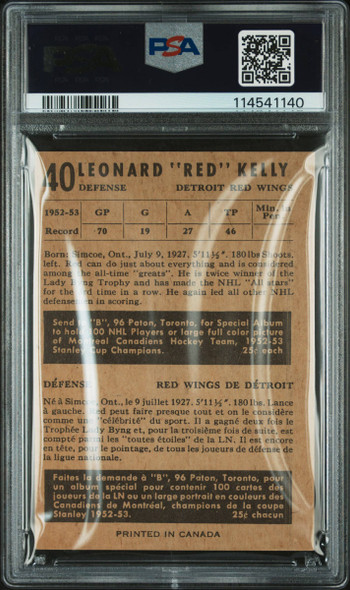 PSA
114541140
40 LEONARD "RED" KELLY
DEFENSE DETROIT RED WINGS
1952-53 GP G A TP Min. in Pen.
Record 70 19 27 46
Born: Simcoe, Ont., July 9, 1927. 5'11½". 180 lbs Shoots
left. Red can do just about everything and is considered
among the all-time "greats". He is twice winner of the
Lady Byng Trophy and has made the NHL "All stars"
for the 3rd time in a row. He again led all other NHL
defensemen in scoring.
Send to "B", 96 Paton, Toronto, for Special Album
to hold 100 NHL Players or large full color picture
of Montreal Canadiens Hockey Team, 1952-53
Stanley Cup Champions. 25¢ each
DÉFENSE RED WINGS DE DÉTROIT
Né à Simcoe, Ont., le 9 juillet 1927. 5'11½". 180 lbs. Lance
à gauche. Red peut faire presque tout et on le considère
comme une "célébrité" du sport. Il a gagné deux fois le
Trophée Lady Byng et, pour la troisième fois de suite, est
compté parmi les "toutes étoiles" de la LN. Il est encore
en tête, pour le pointage, de tous les joueurs de défense de
la ligue nationale.
Faites la demande à "B", 96 Paton, Toronto, pour
un album spécial pour contenir 100 cartes des
joueurs de la LN ou un large portrait en couleurs des
Canadiens de Montréal, champions de la coupe
Stanley 1952-53. 25¢ chacun
PRINTED IN CANADA